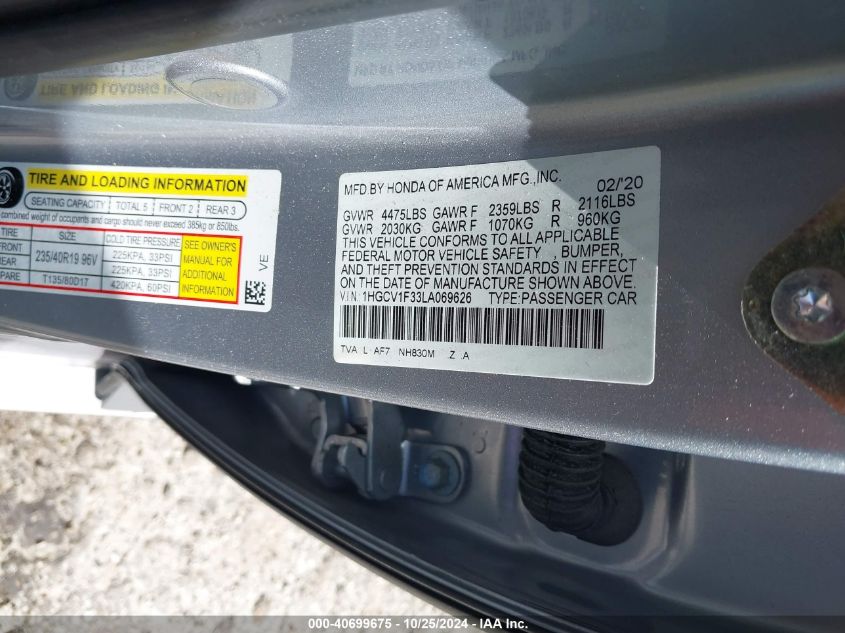 TIRE AND LOADING INFORMATION
SEATING CAPACITY TOTAL 5 FRONT 2 REAR 3
combined weight of occupants and cargo should never exceed 385kg or 850lbs.
TIRE SIZE COLD TIRE PRESSURE SEE OWNER'S MANUAL FOR ADDITIONAL INFORMATION
FRONT 235/40R19 96V 225KPA, 33PSI
REAR 225KPA, 33PSI
SPARE T135/80D17 420KPA, 60PSI
VE
MFD.BY HONDA OF AMERICA MFG.,INC. 02/'20
GVWR 4475LBS GAWR F 2359LBS R 2116LBS
GVWR 2030KG GAWR F 1070KG R 960KG
THIS VEHICLE CONFORMS TO ALL APPLICABLE
FEDERAL MOTOR VEHICLE SAFETY , BUMPER,
AND THEFT PREVENTION STANDARDS IN EFFECT
ON THE DATE OF MANUFACTURE SHOWN ABOVE.
V.I.N. 1HGCV1F33LA069626 TYPE:PASSENGER CAR
TVA L AF7 NH830M .Z .A
000-40699675 - 10/25/2024 - IAA Inc.